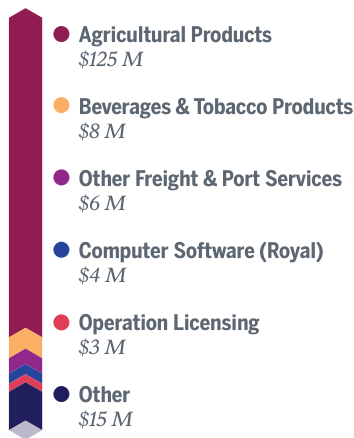 Agricultural Products
$125 M
Beverages & Tobacco Products
$8 M
Other Freight & Port Services
$6 M
Computer Software (Royal)
$4 M
Operation Licensing
$3 M
Other
$15 M